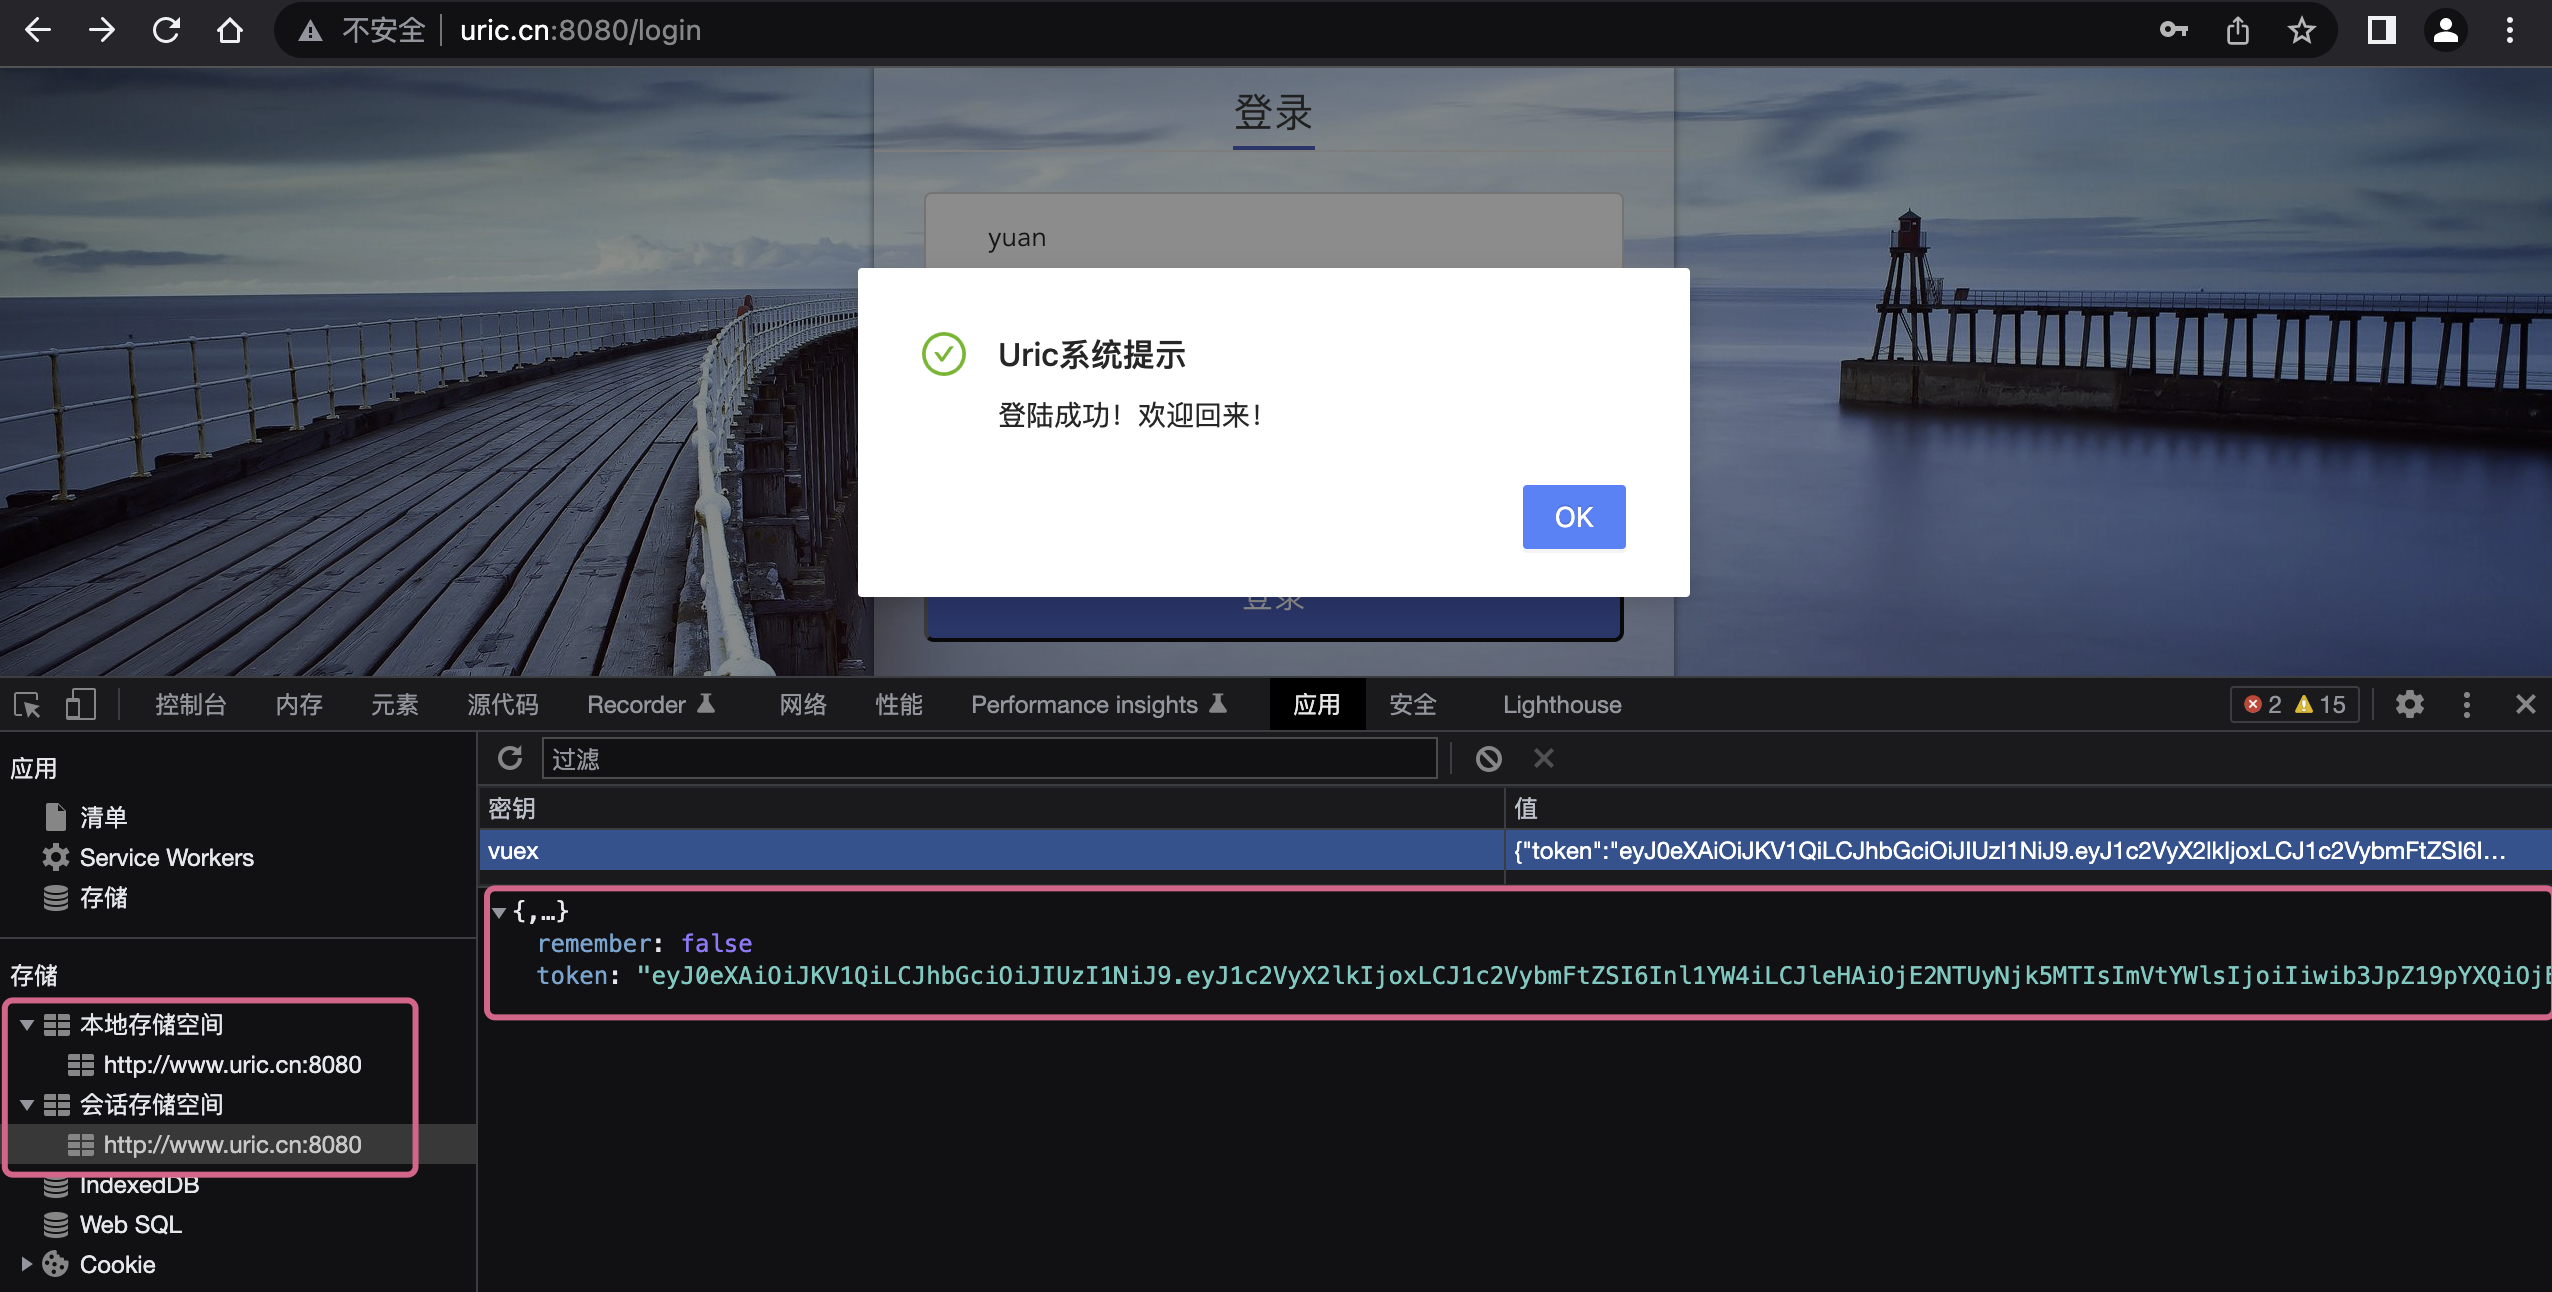 不安全 uric.cn:8080/login
登录
yuan
Uric系统提示
登陆成功！欢迎回来！
OK
登录
控制台 内存 元素 源代码 Recorder 网络 性能 Performance insights 应用 安全 Lighthouse 2 15
应用
清单
Service Workers
存储
存储
本地存储空间
http://www.uric.cn:8080
会话存储空间
http://www.uric.cn:8080
IndexedDB
Web SQL
Cookie
过滤
密钥 值
vuex {"token":"eyJ0eXAiOiJKV1QiLCJhbGciOiJIUzI1NiJ9.eyJ1c2VyX2lkIjoxLCJ1c2VybmFtZSI6I...
{,…}
remember: false
token: "eyJ0eXAiOiJKV1QiLCJhbGciOiJIUzI1NiJ9.eyJ1c2VyX2lkIjoxLCJ1c2VybmFtZSI6Inl1YW4iLCJleHAiOjE2NTUyNjk5MTIsImVtYWlsIjoiIiwib3JpZ19pYXQiOjE